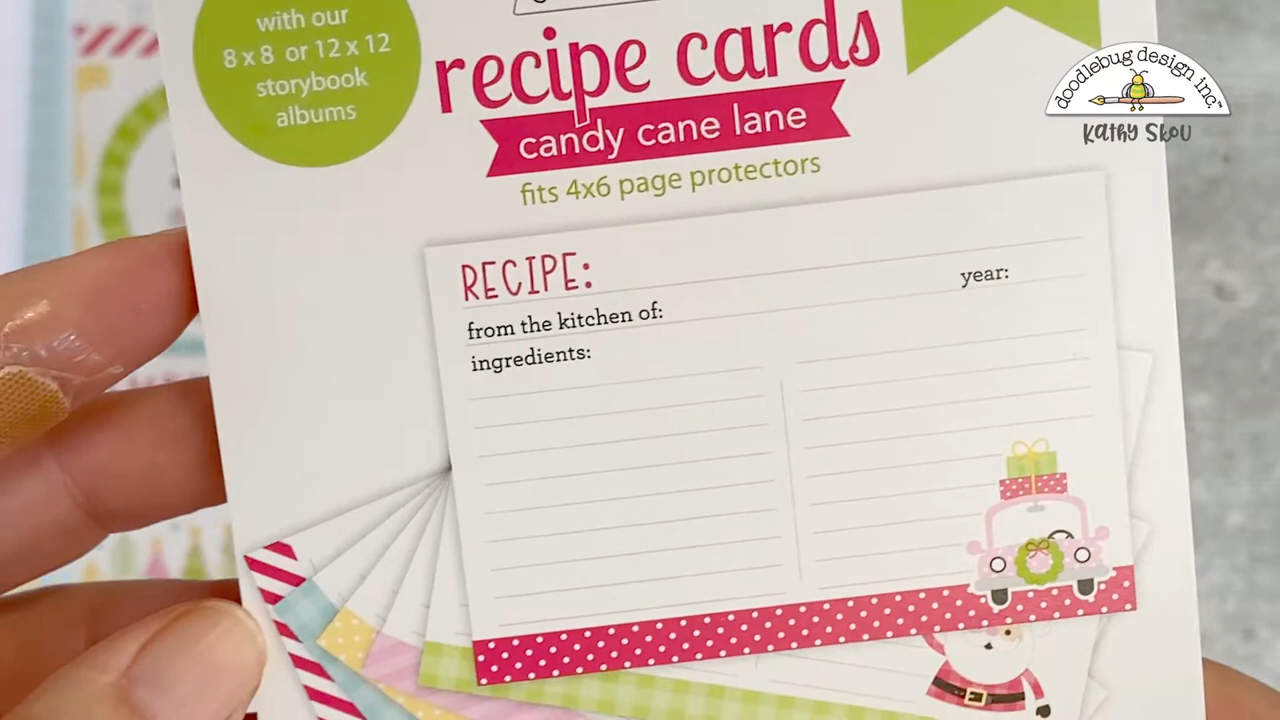 with our
8 x 8 or 12 x 12
storybook
albums
recipe cards
candy cane lane
fits 4x6 page protectors
doodlebug design inc.™
Kathy Skou
RECIPE:
year:
from the kitchen of:
ingredients: